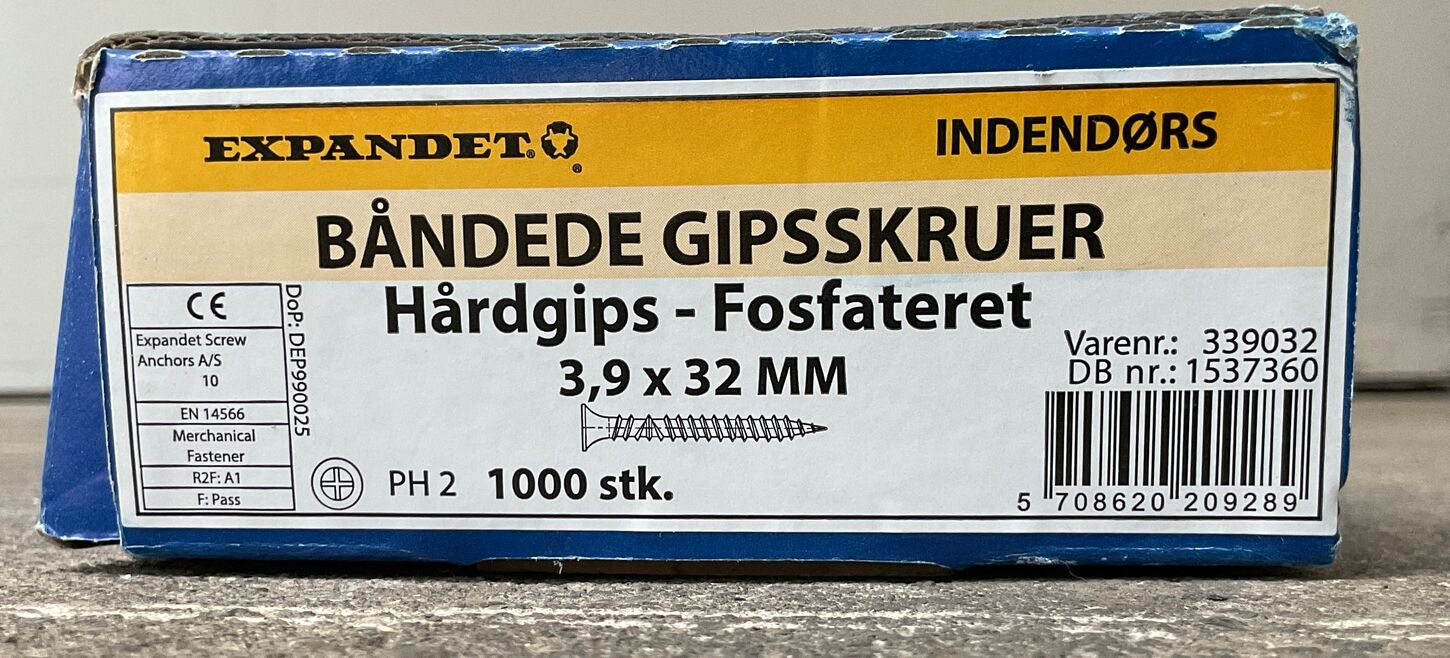 EXPANDET®
INDENDØRS
BÅNDEDE GIPSSKRUER
Hårdgips - Fosfateret
3,9 x 32 MM
CE
Expandet Screw
Anchors A/S
10
EN 14566
Merchanical
Fastener
R2F: A1
F: Pass
DoP: DEP990025
PH 2
1000 stk.
Varenr.: 339032
DB nr.: 1537360
5 708620 209289